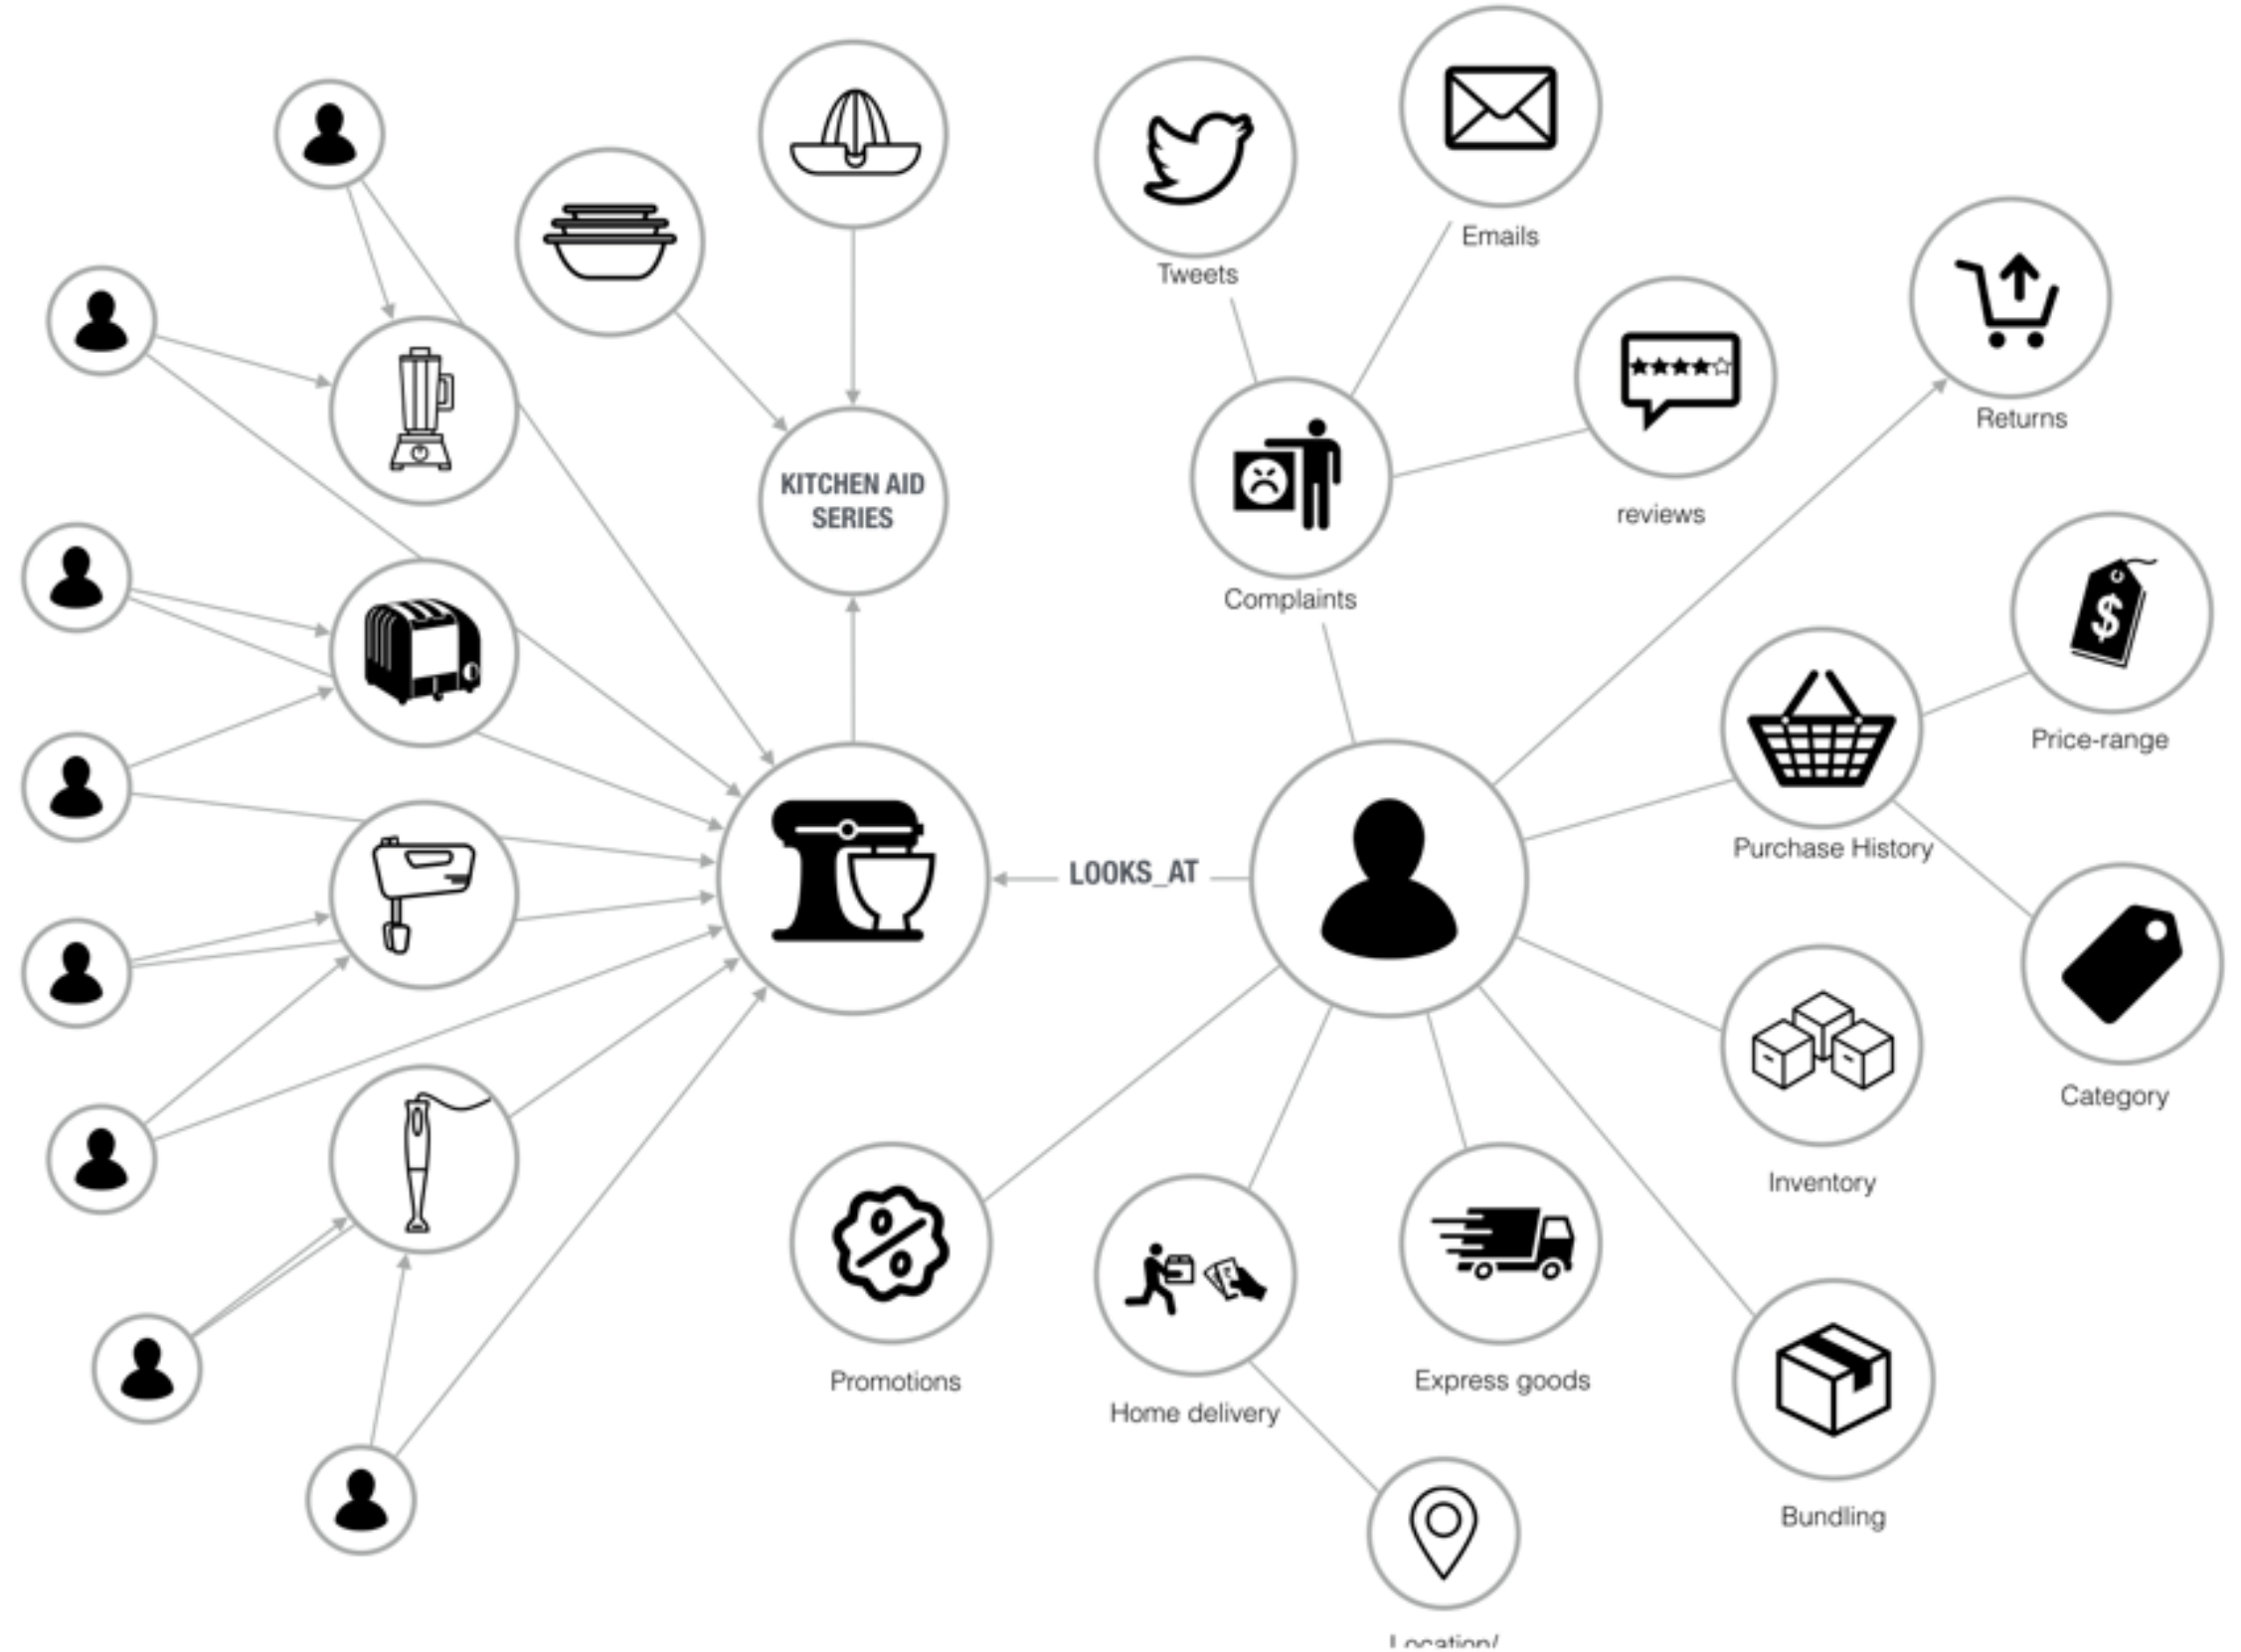 Emails
Tweets
Returns
KITCHEN AID
SERIES
reviews
Complaints
Price-range
Purchase History
LOOKS_AT
Category
Inventory
Promotions
Express goods
Home delivery
Bundling
Location/